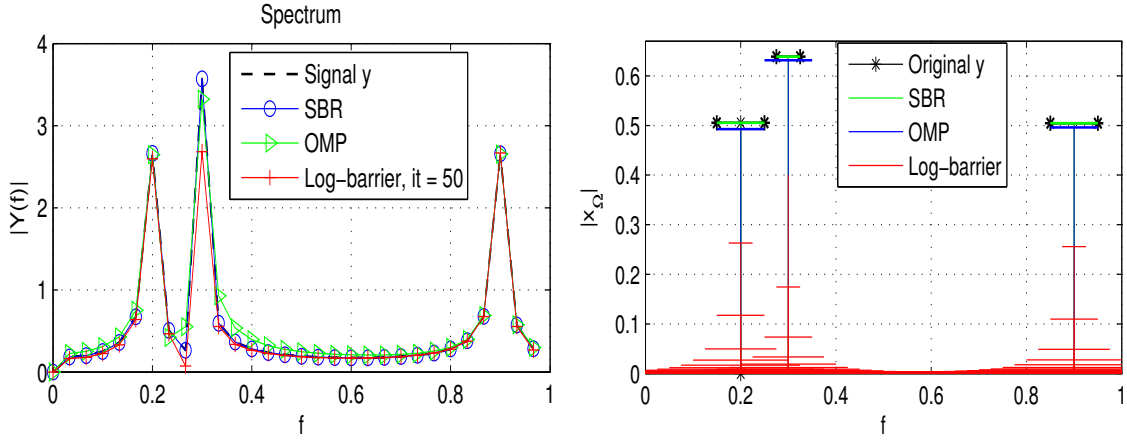 Spectrum
4
3
2
1
0
0 0.2 0.4 0.6 0.8 1
f
|Y(f)|
Signal y
SBR
OMP
Log-barrier, it = 50
0.6
0.5
0.4
0.3
0.2
0.1
0
0 0.2 0.4 0.6 0.8 1
f
|x_Ω|
Original y
SBR
OMP
Log-barrier